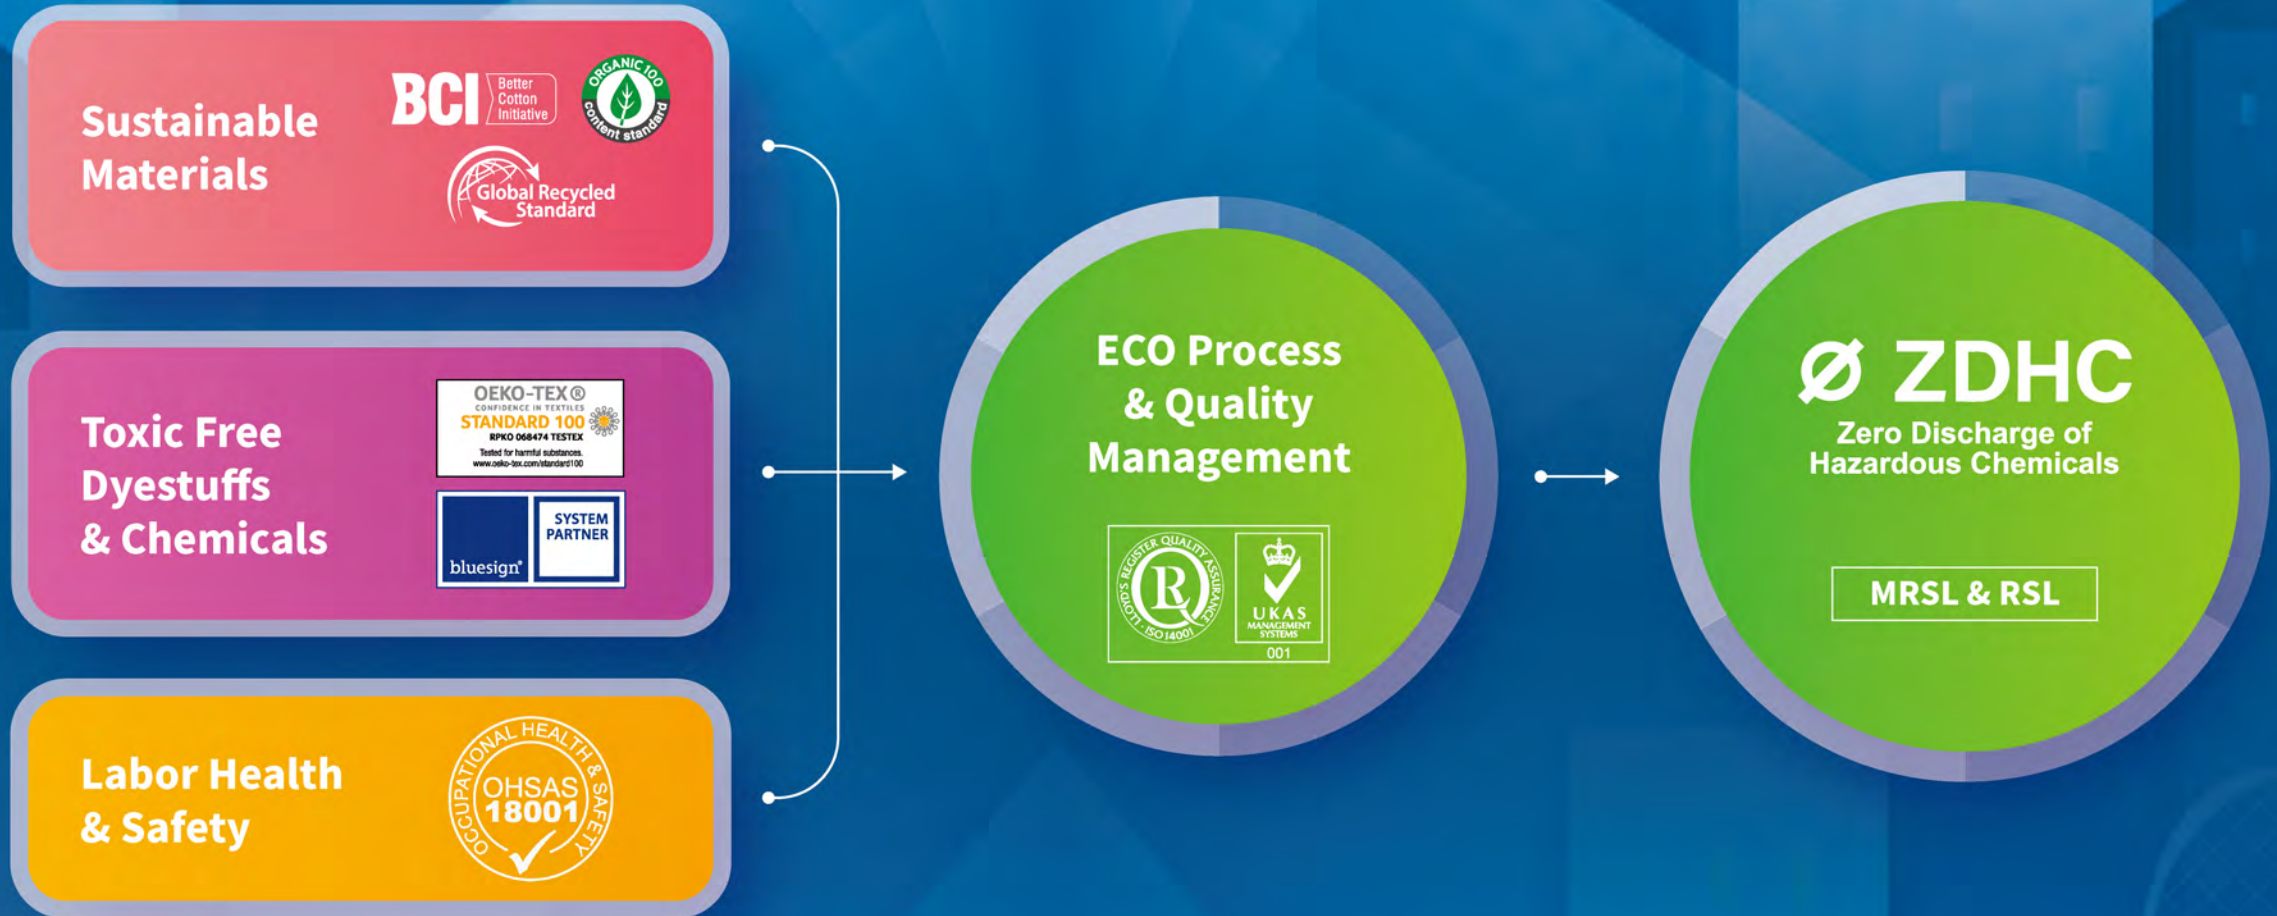 Sustainable
Materials
BCI
Better
Cotton
Initiative
ORGANIC 100
content standard
Global Recycled
Standard
Toxic Free
Dyestuffs
& Chemicals
OEKO-TEX®
CONFIDENCE IN TEXTILES
STANDARD 100
RPKO 068474 TESTEX
Tested for harmful substances.
www.oeko-tex.com/standard100
bluesign®
SYSTEM
PARTNER
Labor Health
& Safety
OCCUPATIONAL HEALTH & SAFETY
OHSAS
18001
ECO Process
& Quality
Management
LLOYD'S REGISTER QUALITY ASSURANCE
LRQ
· ISO 14001 ·
UKAS
MANAGEMENT
SYSTEMS
001
Ø ZDHC
Zero Discharge of
Hazardous Chemicals
MRSL & RSL